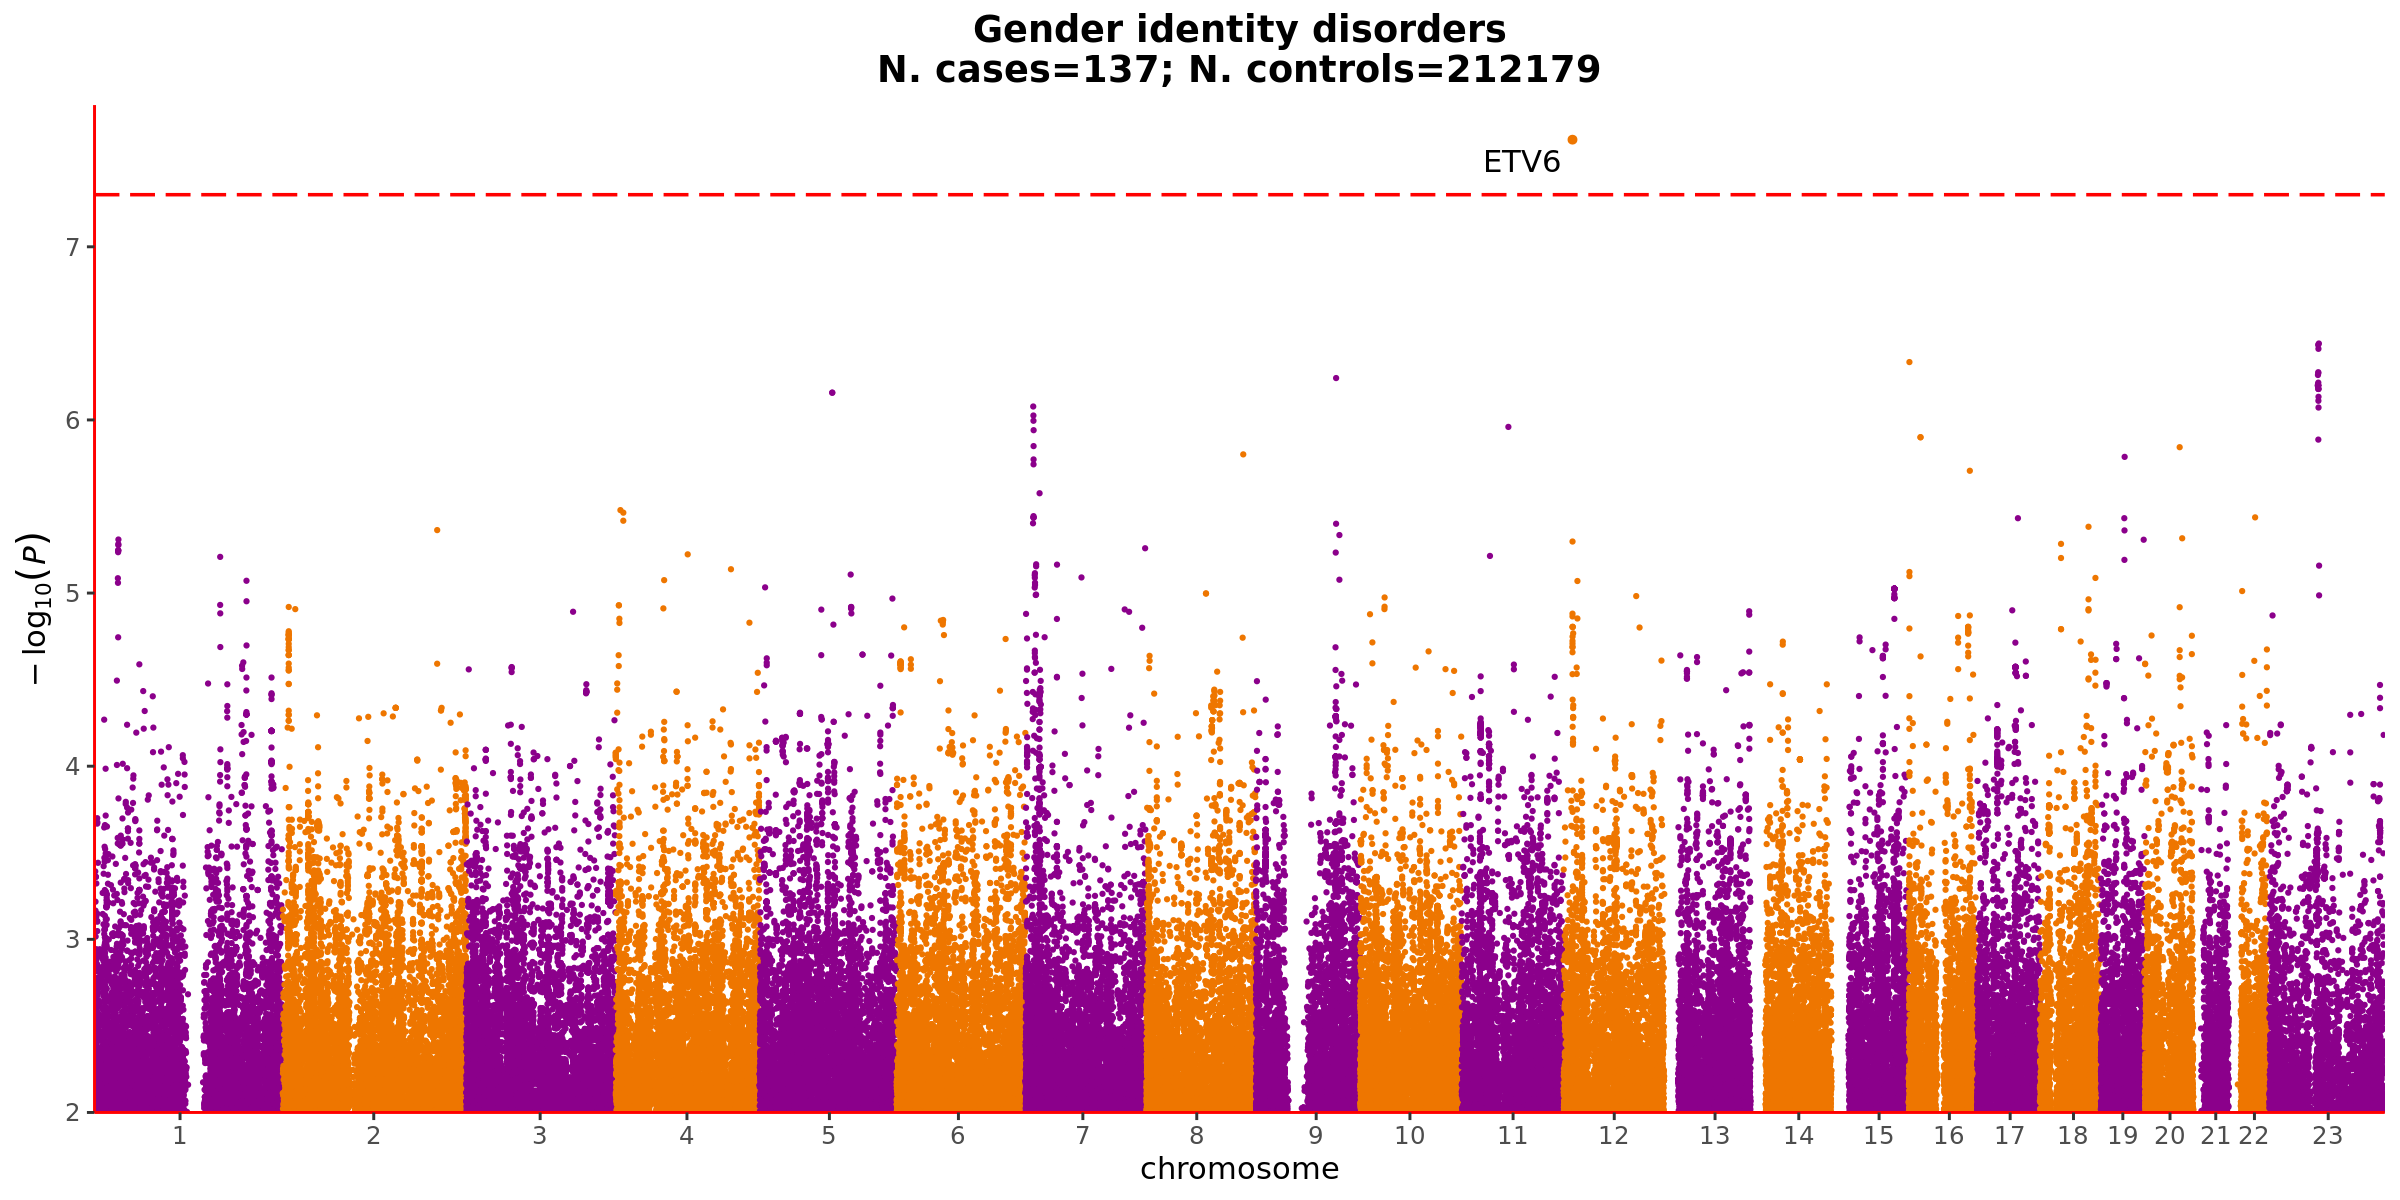 Gender identity disorders
N. cases=137; N. controls=212179
ETV6
7
6
5
4
3
2
−log₁₀(P)
1 2 3 4 5 6 7 8 9 10 11 12 13 14 15 16 17 18 19 20 21 22 23
chromosome